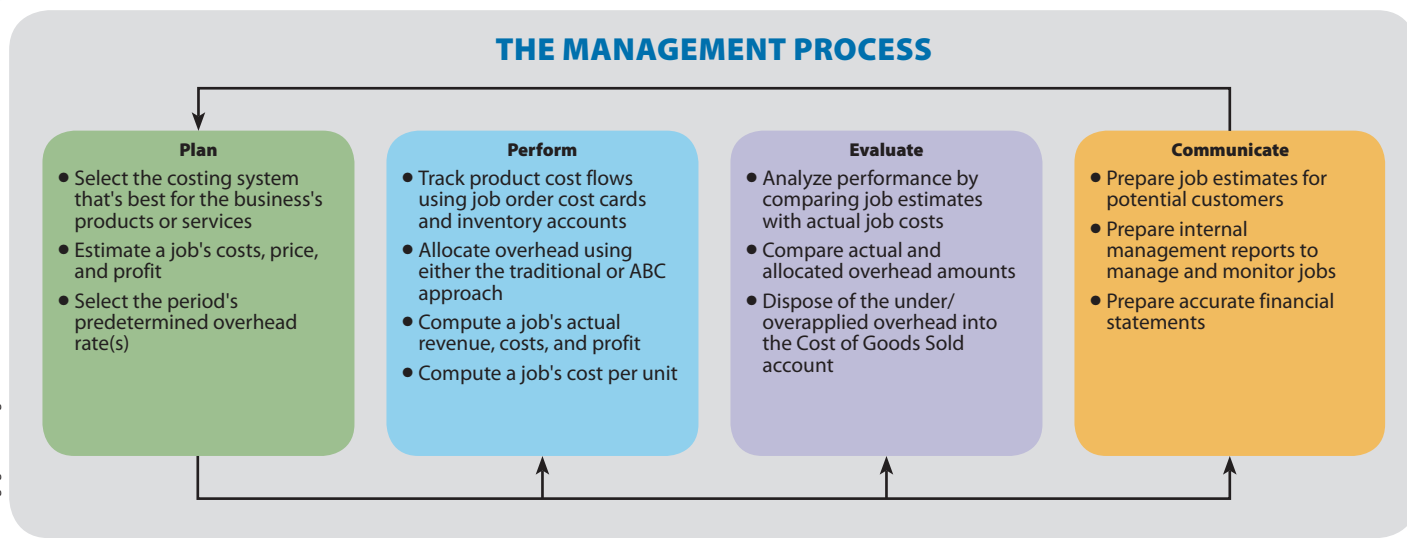 THE MANAGEMENT PROCESS
Plan
• Select the costing system
that's best for the business's
products or services
• Estimate a job's costs, price,
and profit
• Select the period's
predetermined overhead
rate(s)
Perform
• Track product cost flows
using job order cost cards
and inventory accounts
• Allocate overhead using
either the traditional or ABC
approach
• Compute a job's actual
revenue, costs, and profit
• Compute a job's cost per unit
Evaluate
• Analyze performance by
comparing job estimates
with actual job costs
• Compare actual and
allocated overhead amounts
• Dispose of the under/
overapplied overhead into
the Cost of Goods Sold
account
Communicate
• Prepare job estimates for
potential customers
• Prepare internal
management reports to
manage and monitor jobs
• Prepare accurate financial
statements